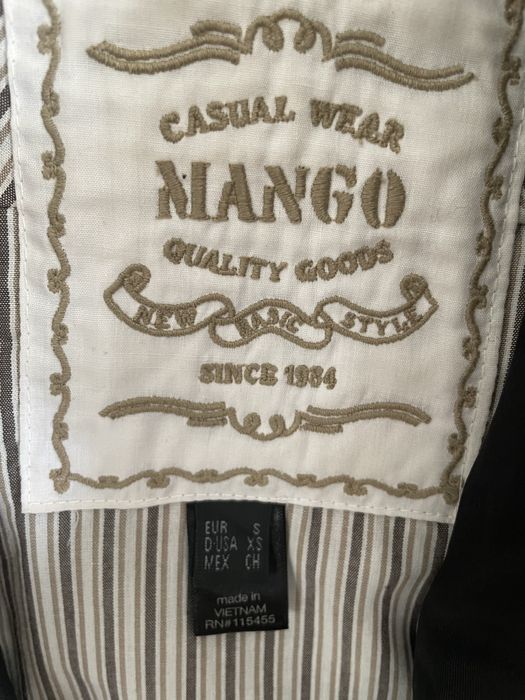 CASUAL WEAR
MANGO
QUALITY GOODS
NEW BASIC STYLE
SINCE 1984
EUR S
D·USA XS
MEX CH
made in
VIETNAM
RN#115455